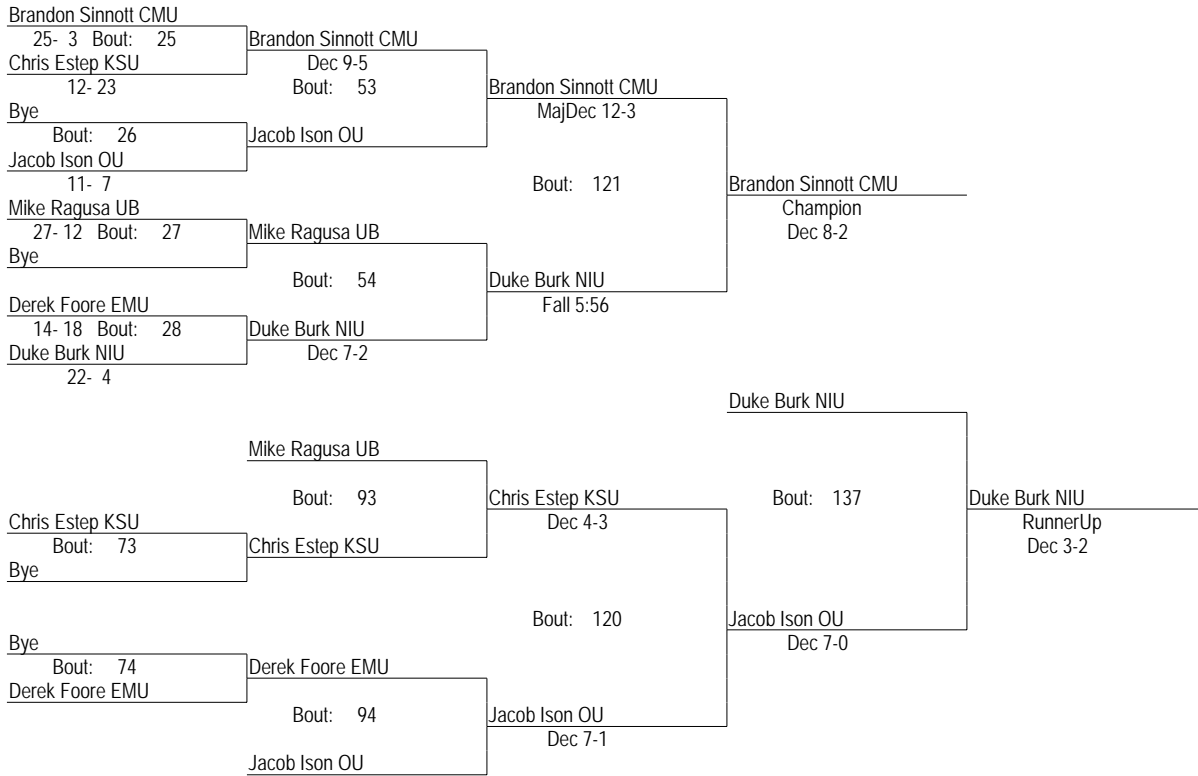 Brandon Sinnott CMU
25- 3 Bout: 25
Chris Estep KSU
12- 23
Bye
Bout: 26
Jacob Ison OU
11- 7
Mike Ragusa UB
27- 12 Bout: 27
Bye
Derek Foore EMU
14- 18 Bout: 28
Duke Burk NIU
22- 4
Brandon Sinnott CMU
Dec 9-5
Bout: 53
Jacob Ison OU
Mike Ragusa UB
Bout: 54
Duke Burk NIU
Dec 7-2
Brandon Sinnott CMU
MajDec 12-3
Bout: 121
Duke Burk NIU
Fall 5:56
Brandon Sinnott CMU
Champion
Dec 8-2
Chris Estep KSU
Bout: 73
Bye
Bye
Bout: 74
Derek Foore EMU
Mike Ragusa UB
Bout: 93
Chris Estep KSU
Derek Foore EMU
Bout: 94
Jacob Ison OU
Chris Estep KSU
Dec 4-3
Bout: 120
Jacob Ison OU
Dec 7-1
Duke Burk NIU
Bout: 137
Jacob Ison OU
Dec 7-0
Duke Burk NIU
RunnerUp
Dec 3-2